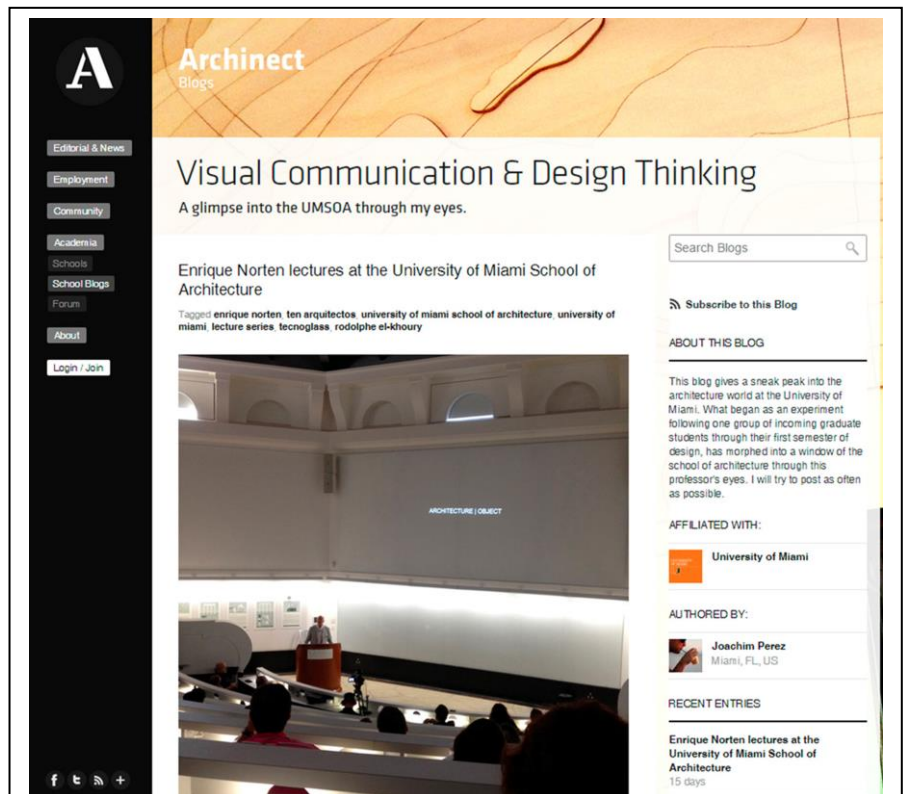 A
Archinect
Blogs
Editorial & News
Employment
Community
Academia
Schools
School Blogs
Forum
About
Login / Join
Visual Communication & Design Thinking
A glimpse into the UMSOA through my eyes.
Enrique Norten lectures at the University of Miami School of
Architecture
Tagged enrique norten, ten arquitectos, university of miami school of architecture, university of
miami, lecture series, tecnoglass, rodolphe el-khoury
ARCHITECTURE | OBJECT
Search Blogs
Subscribe to this Blog
ABOUT THIS BLOG
This blog gives a sneak peak into the
architecture world at the University of
Miami. What began as an experiment
following one group of incoming graduate
students through their first semester of
design, has morphed into a window of the
school of architecture through this
professor's eyes. I will try to post as often
as possible.
AFFILIATED WITH:
University of Miami
AUTHORED BY:
Joachim Perez
Miami, FL, US
RECENT ENTRIES
Enrique Norten lectures at the
University of Miami School of
Architecture
15 days